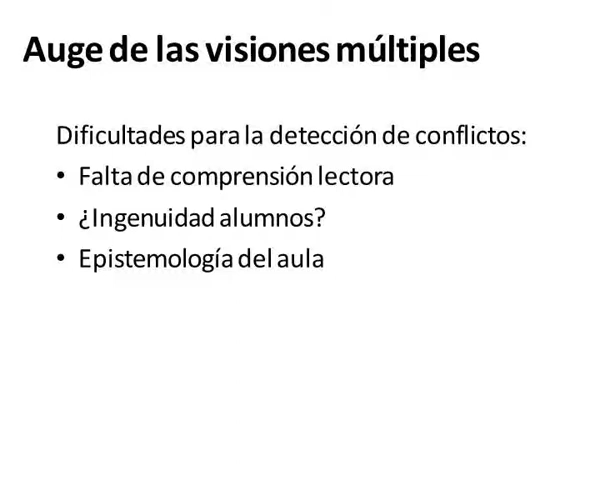 Auge de las visiones múltiples
Dificultades para la detección de conflictos:
• Falta de comprensión lectora
• ¿Ingenuidad alumnos?
• Epistemología del aula